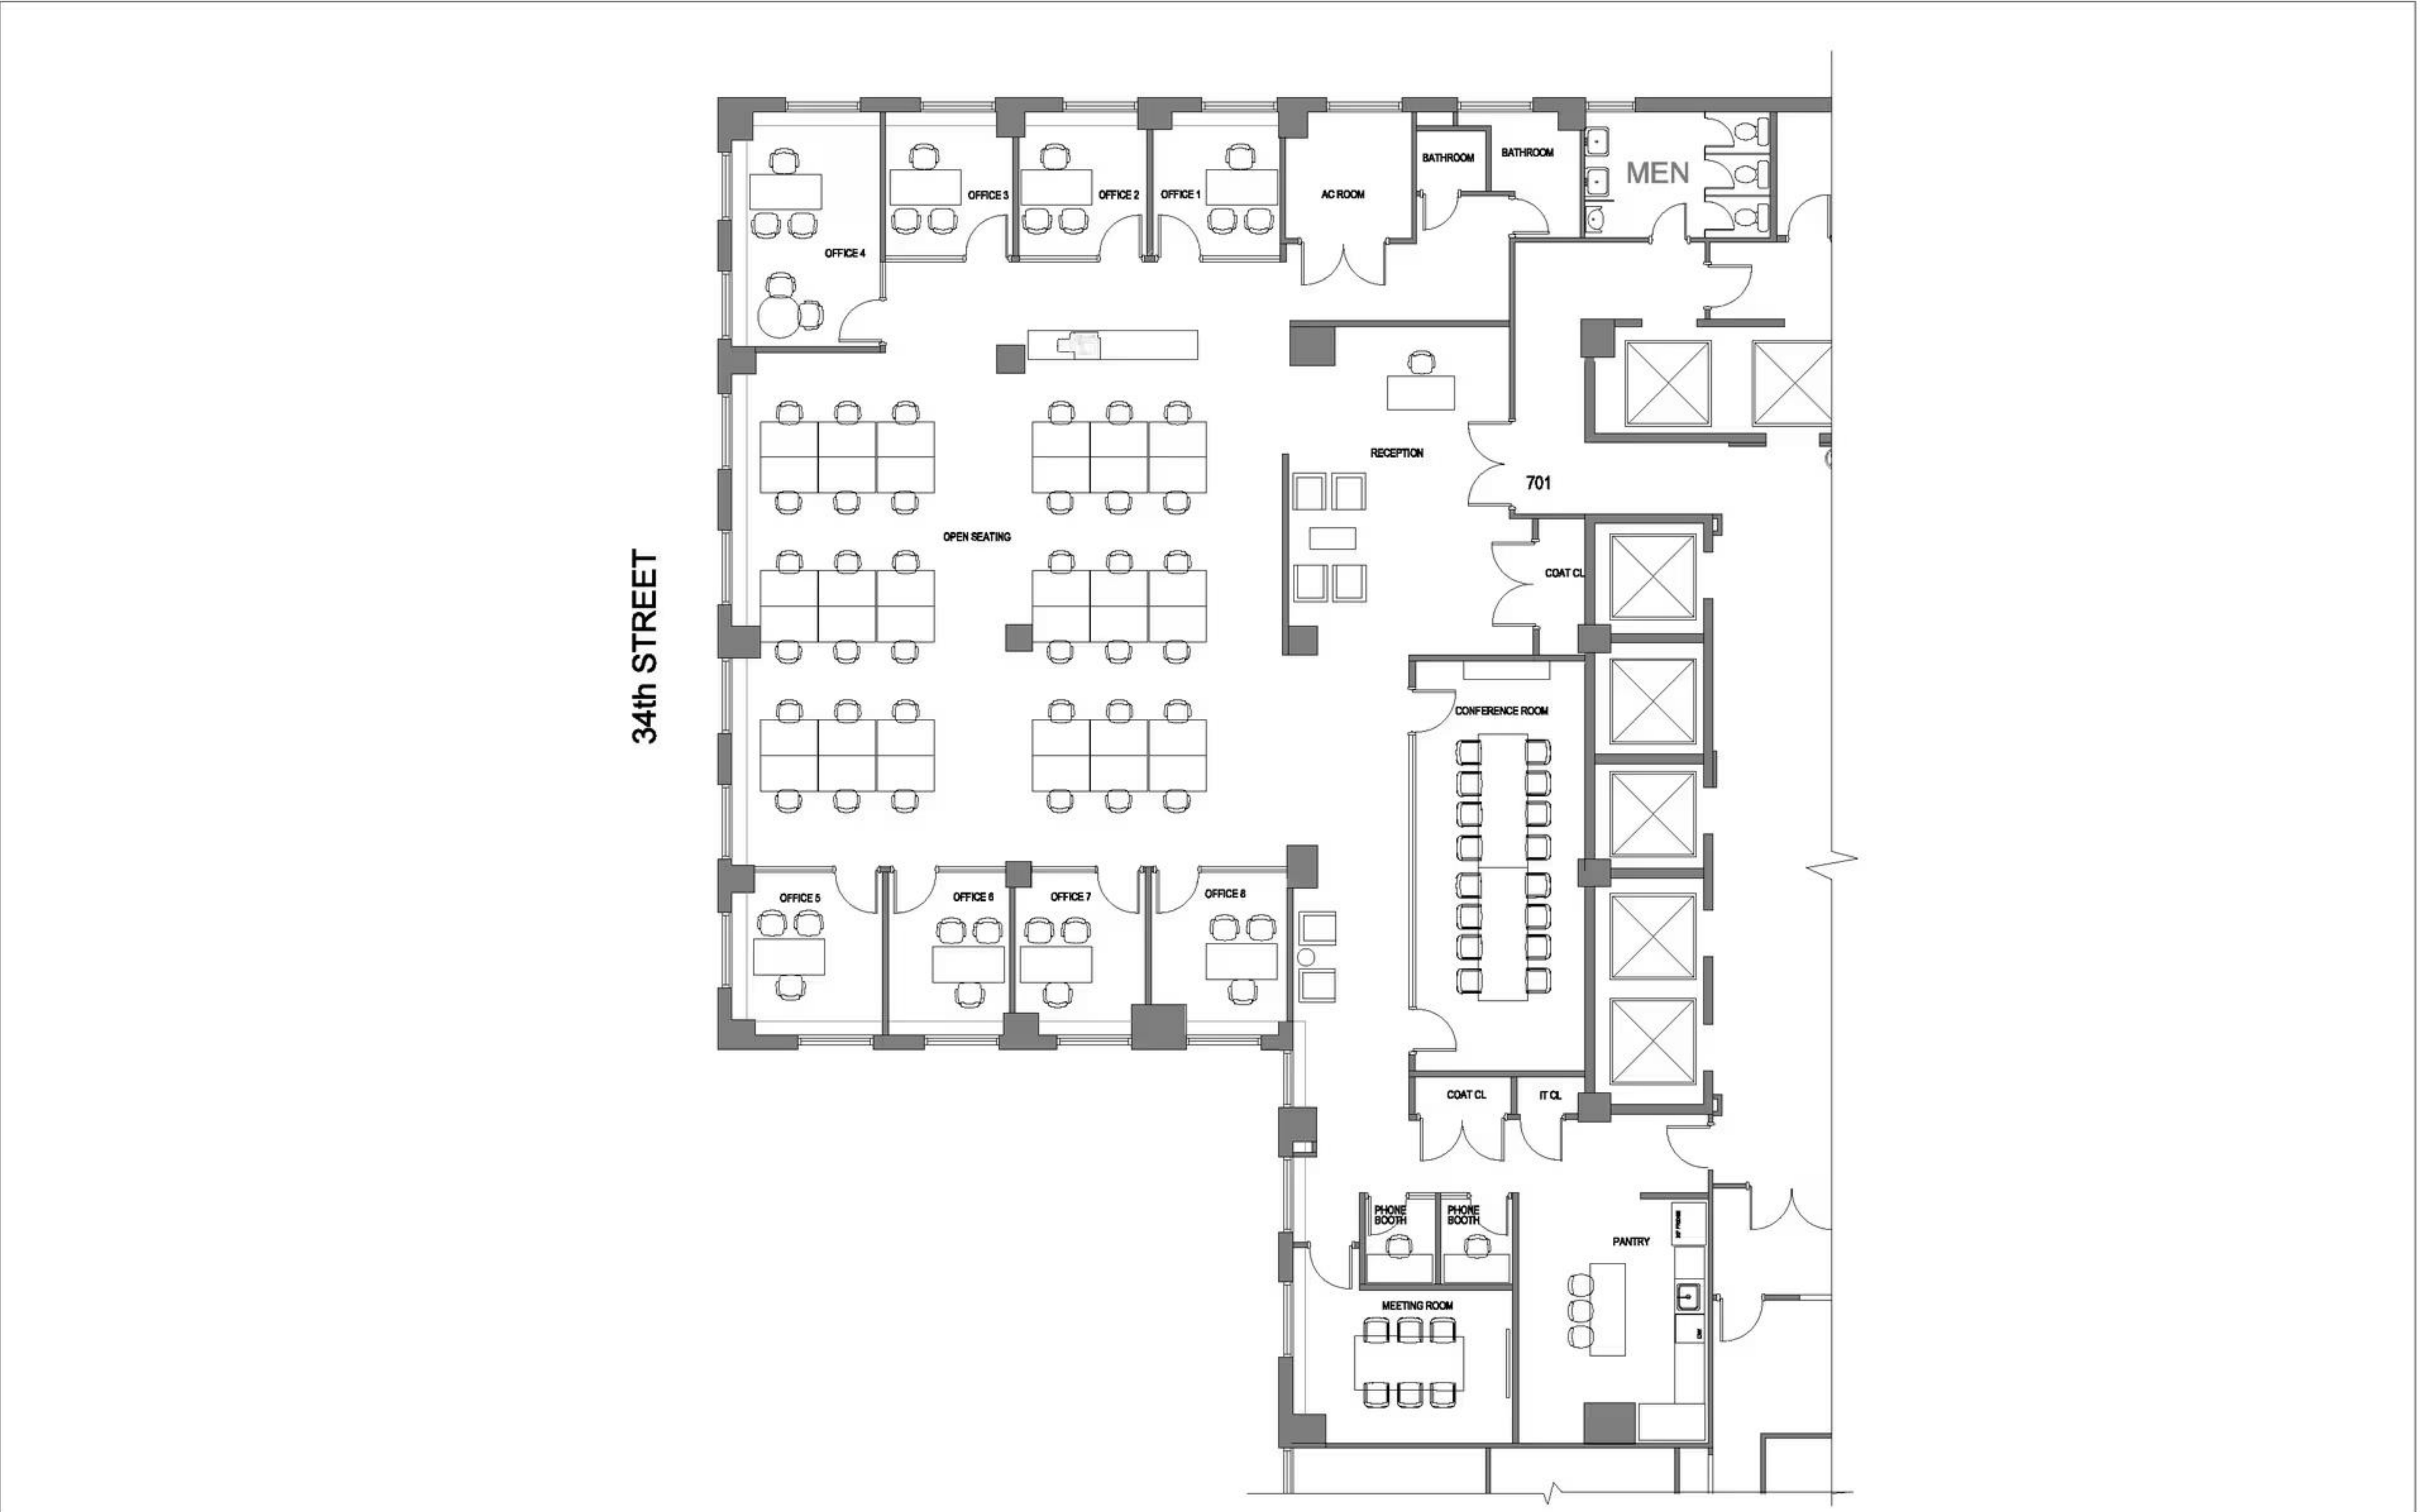 BATHROOM
BATHROOM
MEN
OFFICE 3
OFFICE 2
OFFICE 1
AC ROOM
OFFICE 4
RECEPTION
701
OPEN SEATING
COAT CL
34th STREET
CONFERENCE ROOM
OFFICE 5
OFFICE 6
OFFICE 7
OFFICE 8
COAT CL
IT CL
PHONE
BOOTH
PHONE
BOOTH
PANTRY
MEETING ROOM
DW